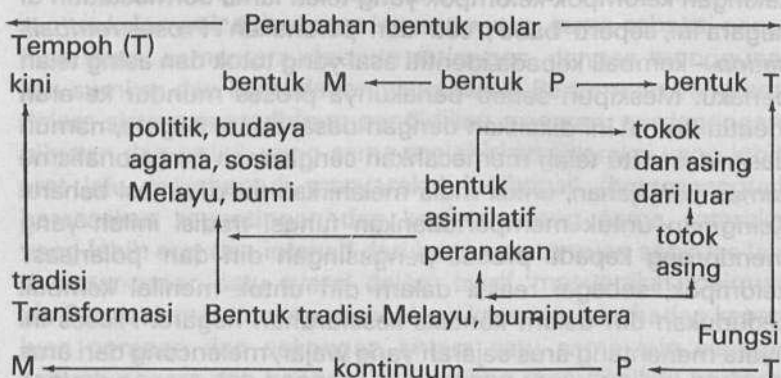 Perubahan bentuk polar
Tempoh (T)
kini bentuk M bentuk P bentuk T
politik, budaya tokok
agama, sosial dan asing
Melayu, bumi bentuk dari luar
asimilatif
peranakan totok
tradisi asing
Transformasi Bentuk tradisi Melayu, bumiputera
Fungsi
M kontinuum P T